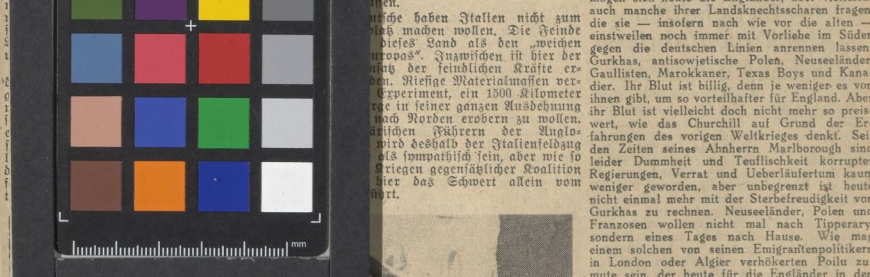 mm
utsche haben Italien nicht zum
machen wollen. Die Feinde
dieses Land als den „weichen
uropas". Inzwischen ist hier der
nsatz der feindlichen Kräfte er-
den. Riesige Materialmassen ver-
Experiment, ein 1500 Kilometer
rge in seiner ganzen Ausdehnung
nach Norden erobern zu wollen.
ärischen Führern der Anglo-
wird deshalb der Italienfeldzug
als sympathisch sein, aber wie so
Kriegen gegensätzlicher Koalition
hier das Schwert allein vom
führt.
auch manche ihrer Landsknechtsscharen fragen
die sie — insofern nach wie vor die alten —
einstweilen noch immer mit Vorliebe im Süden
gegen die deutschen Linien anrennen lassen
Gurkhas, antisowjetische Polen, Neuseeländer
Gaullisten, Marokkaner, Texas Boys und Kana-
dier. Ihr Blut ist billig, denn je weniger es von
ihnen gibt, um so vorteilhafter für England. Aber
ihr Blut ist vielleicht doch nicht mehr so preis-
wert, wie das Churchill auf Grund der Er-
fahrungen des vorigen Weltkrieges denkt. Seit
den Zeiten seines Ahnherrn Marlborough sind
leider Dummheit und Teuflischkeit korrupter
Regierungen, Verrat und Ueberläufertum kaum
weniger geworden, aber unbegrenzt ist heute
nicht einmal mehr mit der Sterbefreudigkeit von
Gurkhas zu rechnen. Neuseeländer, Polen und
Franzosen wollen nicht mal nach Tipperary
sondern eines Tages nach Hause. Wie mag
einem solchen von seinen Emigrantenpolitikern
in London oder Algier verhökerten Poilu zu-
mute sein, der heute für die Engländer in der